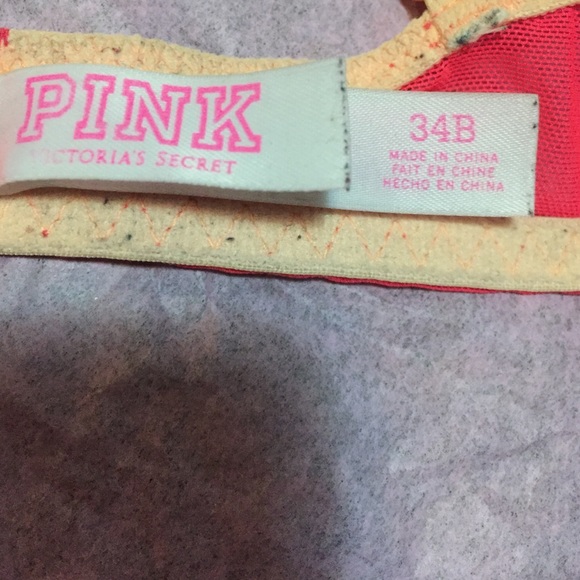 PINK
VICTORIA'S SECRET
34B
MADE IN CHINA
FAIT EN CHINE
HECHO EN CHINA